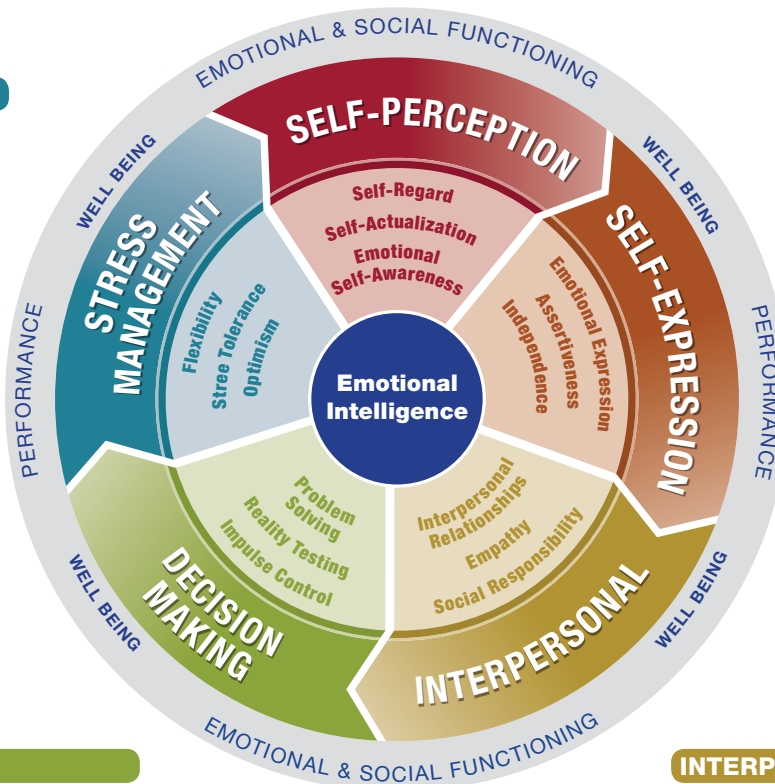 EMOTIONAL & SOCIAL FUNCTIONING
WELL BEING
PERFORMANCE
WELL BEING
EMOTIONAL & SOCIAL FUNCTIONING
WELL BEING
PERFORMANCE
WELL BEING
SELF-PERCEPTION
Self-Regard
Self-Actualization
Emotional
Self-Awareness
SELF-EXPRESSION
Emotional Expression
Assertiveness
Independence
INTERPERSONAL
Interpersonal
Relationships
Empathy
Social Responsibility
DECISION
MAKING
Problem
Solving
Reality Testing
Impulse Control
STRESS
MANAGEMENT
Flexibility
Stree Tolerance
Optimism
Emotional
Intelligence
INTERP